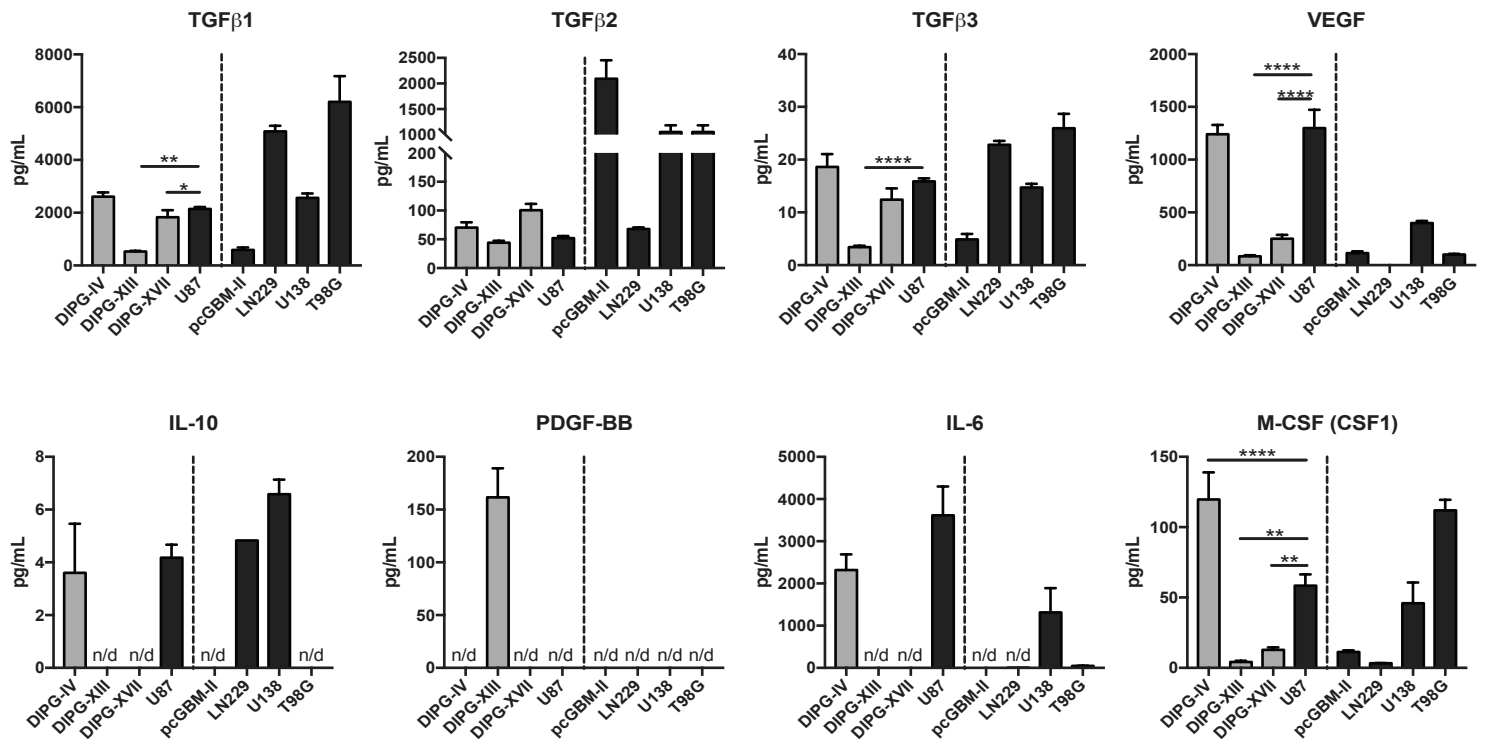 TGFβ1
8000
6000
4000
2000
0
pg/mL
**
*
DIPG-IV
DIPG-XIII
DIPG-XVII
U87
pcGBM-II
LN229
U138
T98G
TGFβ2
2500
2000
1500
1000
200
150
100
50
0
pg/mL
DIPG-IV
DIPG-XIII
DIPG-XVII
U87
pcGBM-II
LN229
U138
T98G
TGFβ3
40
30
20
10
0
pg/mL
****
DIPG-IV
DIPG-XIII
DIPG-XVII
U87
pcGBM-II
LN229
U138
T98G
VEGF
2000
1500
1000
500
0
pg/mL
****
****
DIPG-IV
DIPG-XIII
DIPG-XVII
U87
pcGBM-II
LN229
U138
T98G
IL-10
8
6
4
2
0
pg/mL
n/d n/d n/d n/d
DIPG-IV
DIPG-XIII
DIPG-XVII
U87
pcGBM-II
LN229
U138
T98G
PDGF-BB
200
150
100
50
0
pg/mL
n/d n/d n/d n/d n/d n/d n/d
DIPG-IV
DIPG-XIII
DIPG-XVII
U87
pcGBM-II
LN229
U138
T98G
IL-6
5000
4000
3000
2000
1000
0
pg/mL
n/d n/d n/d n/d
DIPG-IV
DIPG-XIII
DIPG-XVII
U87
pcGBM-II
LN229
U138
T98G
M-CSF (CSF1)
150
100
50
0
pg/mL
****
**
**
DIPG-IV
DIPG-XIII
DIPG-XVII
U87
pcGBM-II
LN229
U138
T98G